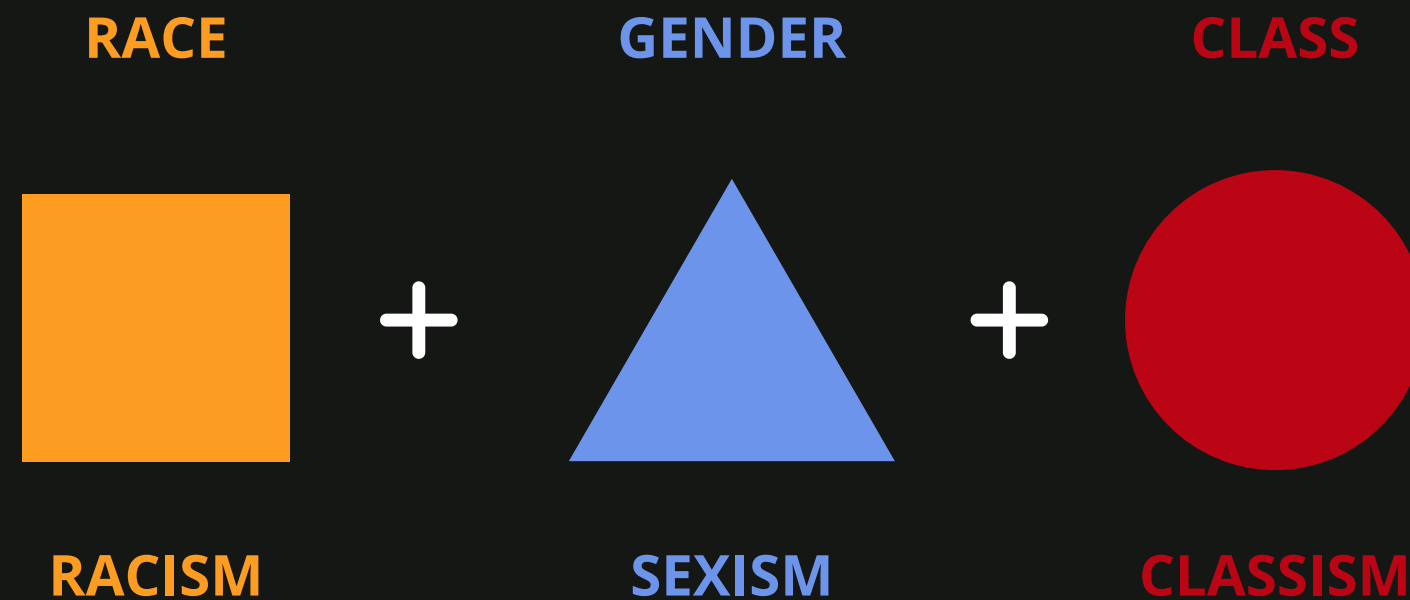 RACE
GENDER
CLASS
+
+
RACISM
SEXISM
CLASSISM